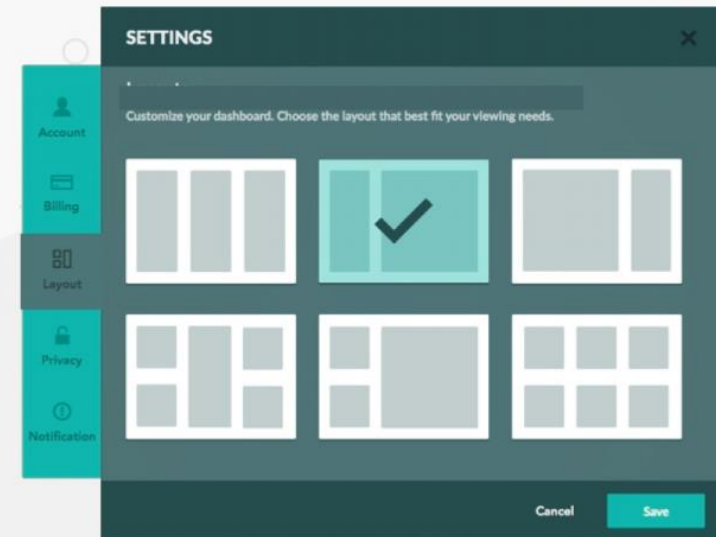 SETTINGS
Customize your dashboard. Choose the layout that best fit your viewing needs.
Account
Billing
Layout
Privacy
Notification
Cancel
Save